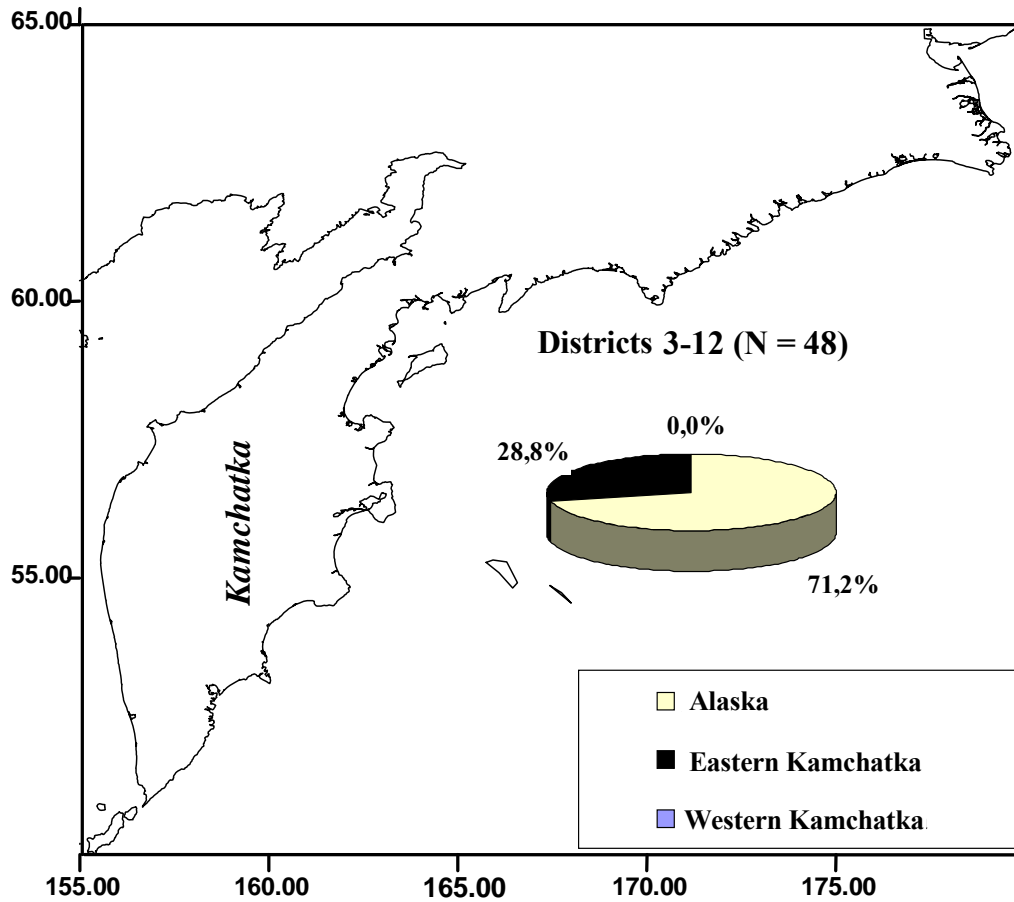 65.00
60.00
Districts 3-12 (N = 48)
0,0%
28,8%
Kamchatka
55.00
71,2%
Alaska
Eastern Kamchatka
Western Kamchatka
155.00 160.00 165.00 170.00 175.00